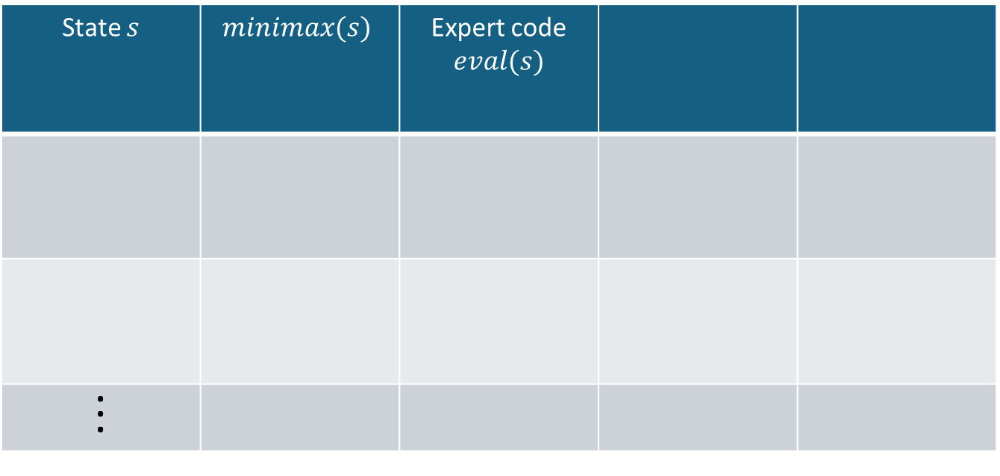 State s
minimax(s)
Expert code
eval(s)
⋮